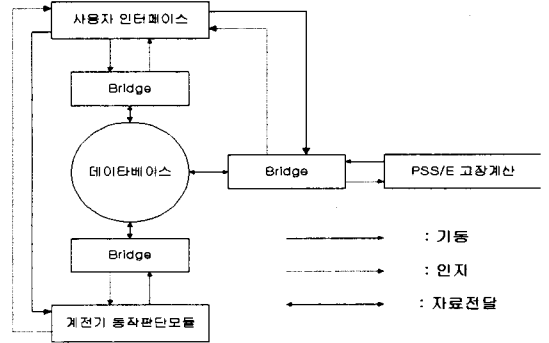 사용자 인터페이스
Bridge
데이타베이스
Bridge
PSS/E 고장계산
Bridge
: 기동
: 인지
: 자료전달
계전기 동작판단모듈